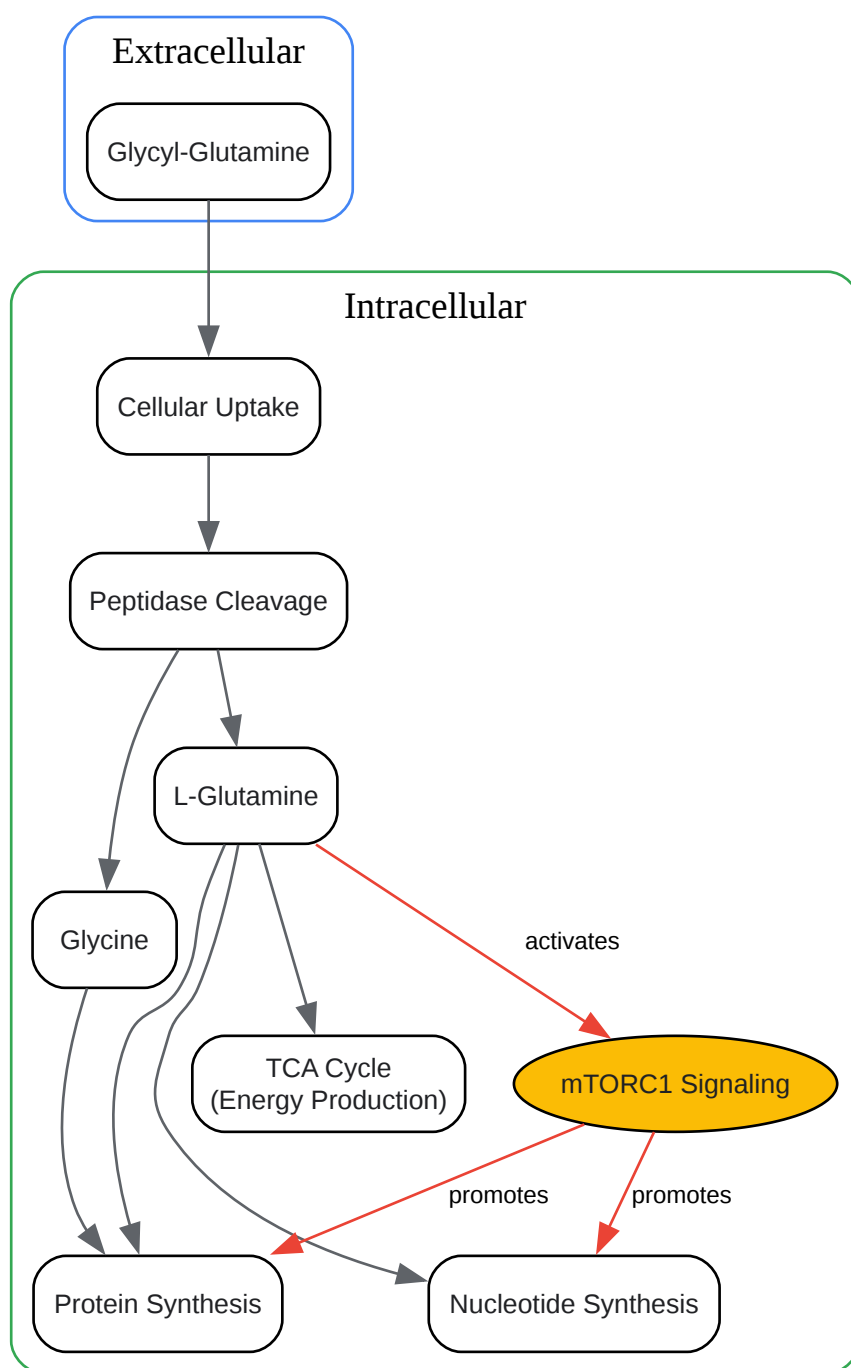 Extracellular
Glycyl-Glutamine
Intracellular
Cellular Uptake
Peptidase Cleavage
L-Glutamine
Glycine
activates
TCA Cycle
(Energy Production)
mTORC1 Signaling
promotes
promotes
Protein Synthesis
Nucleotide Synthesis